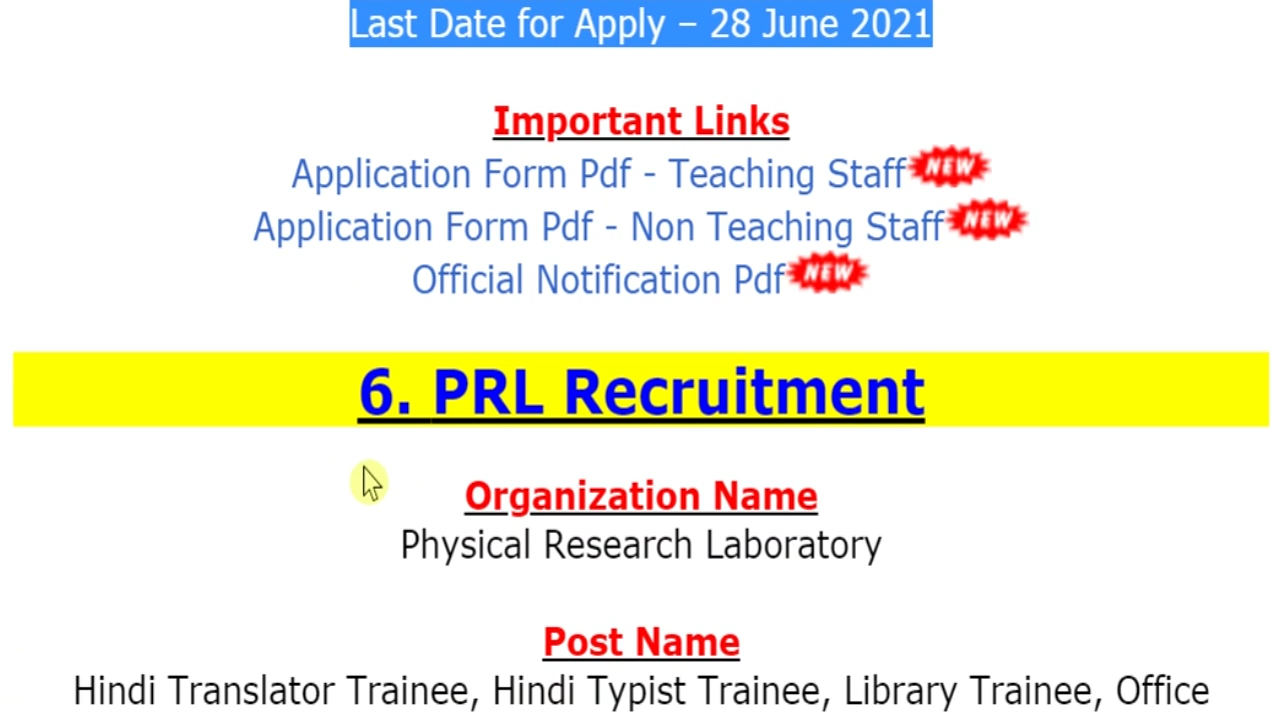 Last Date for Apply – 28 June 2021
Important Links
Application Form Pdf - Teaching Staff NEW
Application Form Pdf - Non Teaching Staff NEW
Official Notification Pdf NEW
6. PRL Recruitment
Organization Name
Physical Research Laboratory
Post Name
Hindi Translator Trainee, Hindi Typist Trainee, Library Trainee, Office